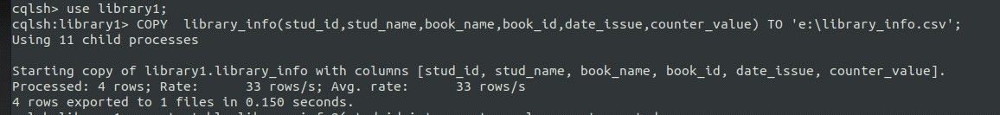 cqlsh> use library1;
cqlsh:library1> COPY  library_info(stud_id,stud_name,book_name,book_id,date_issue,counter_value) TO 'e:\library_info.csv';
Using 11 child processes
Starting copy of library1.library_info with columns [stud_id, stud_name, book_name, book_id, date_issue, counter_value].
Processed: 4 rows; Rate:      33 rows/s; Avg. rate:      33 rows/s
4 rows exported to 1 files in 0.150 seconds.